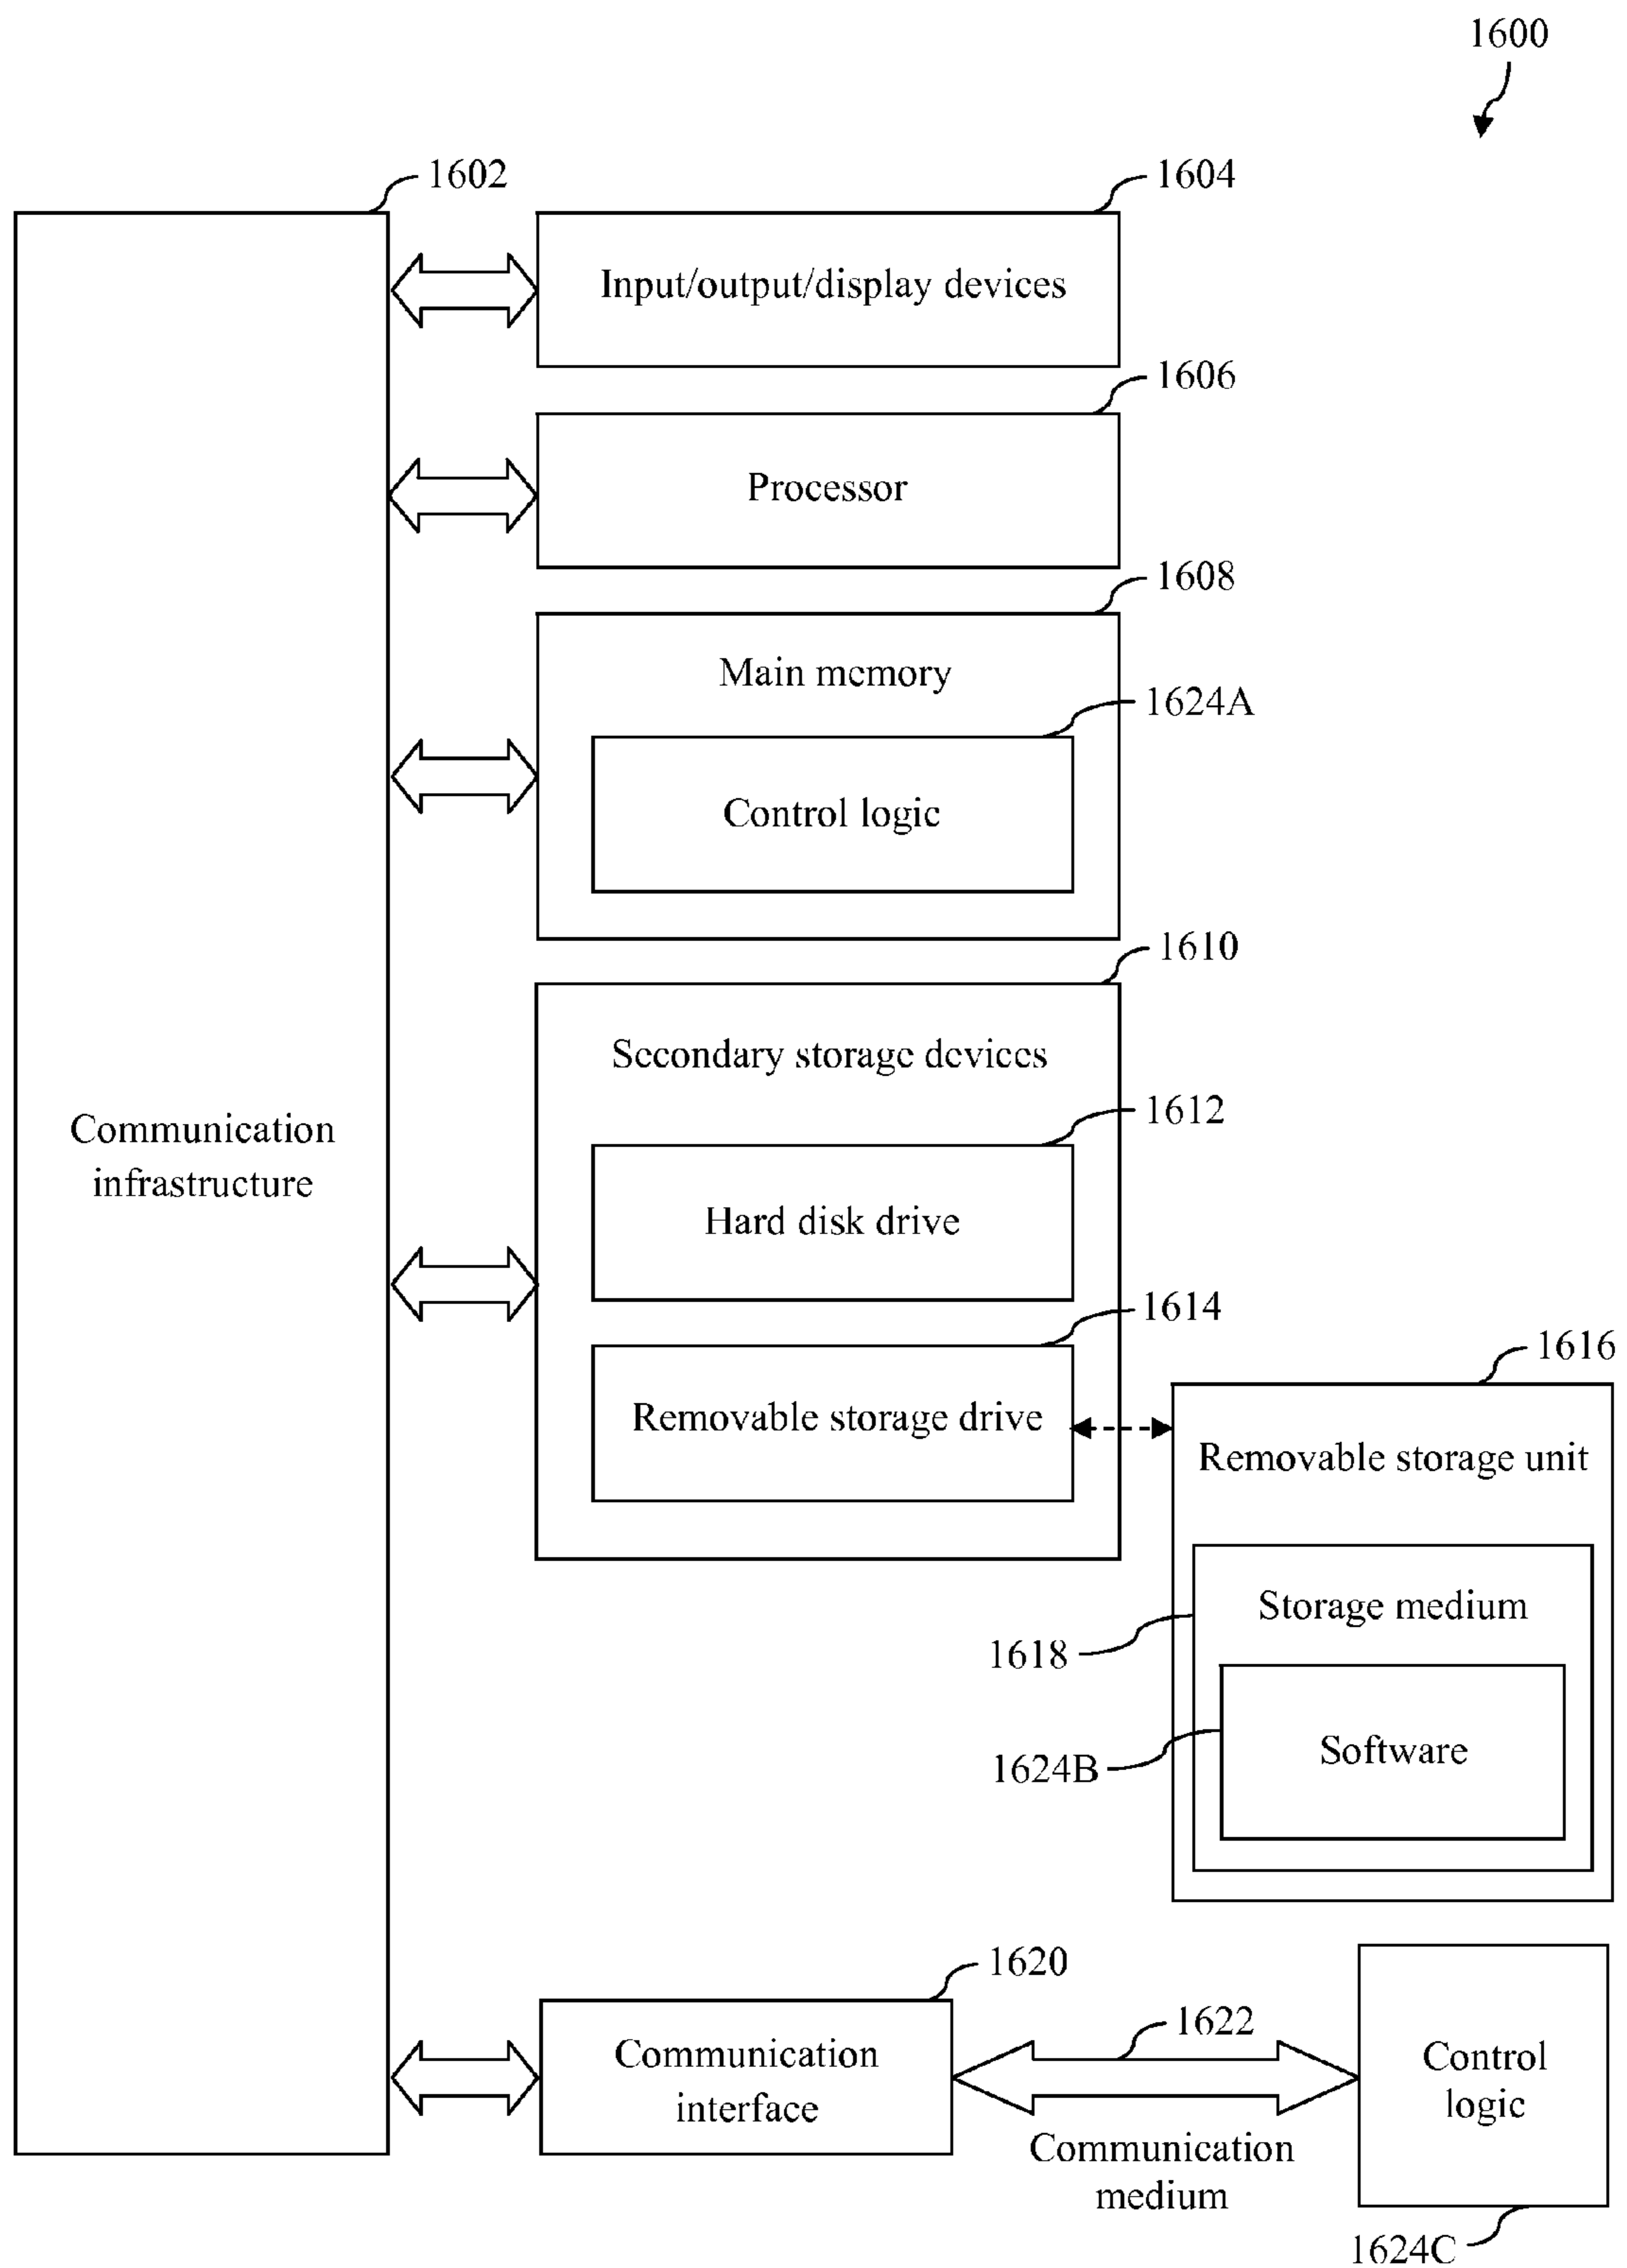 1600
1602
1604
Input/output/display devices
1606
Processor
1608
Main memory
1624A
Control logic
1610
Secondary storage devices
1612
Communication
infrastructure
Hard disk drive
1614
1616
Removable storage drive
Removable storage unit
Storage medium
1618
Software
1624B
1620
1622
Communication
interface
Control
logic
Communication
medium
1624C